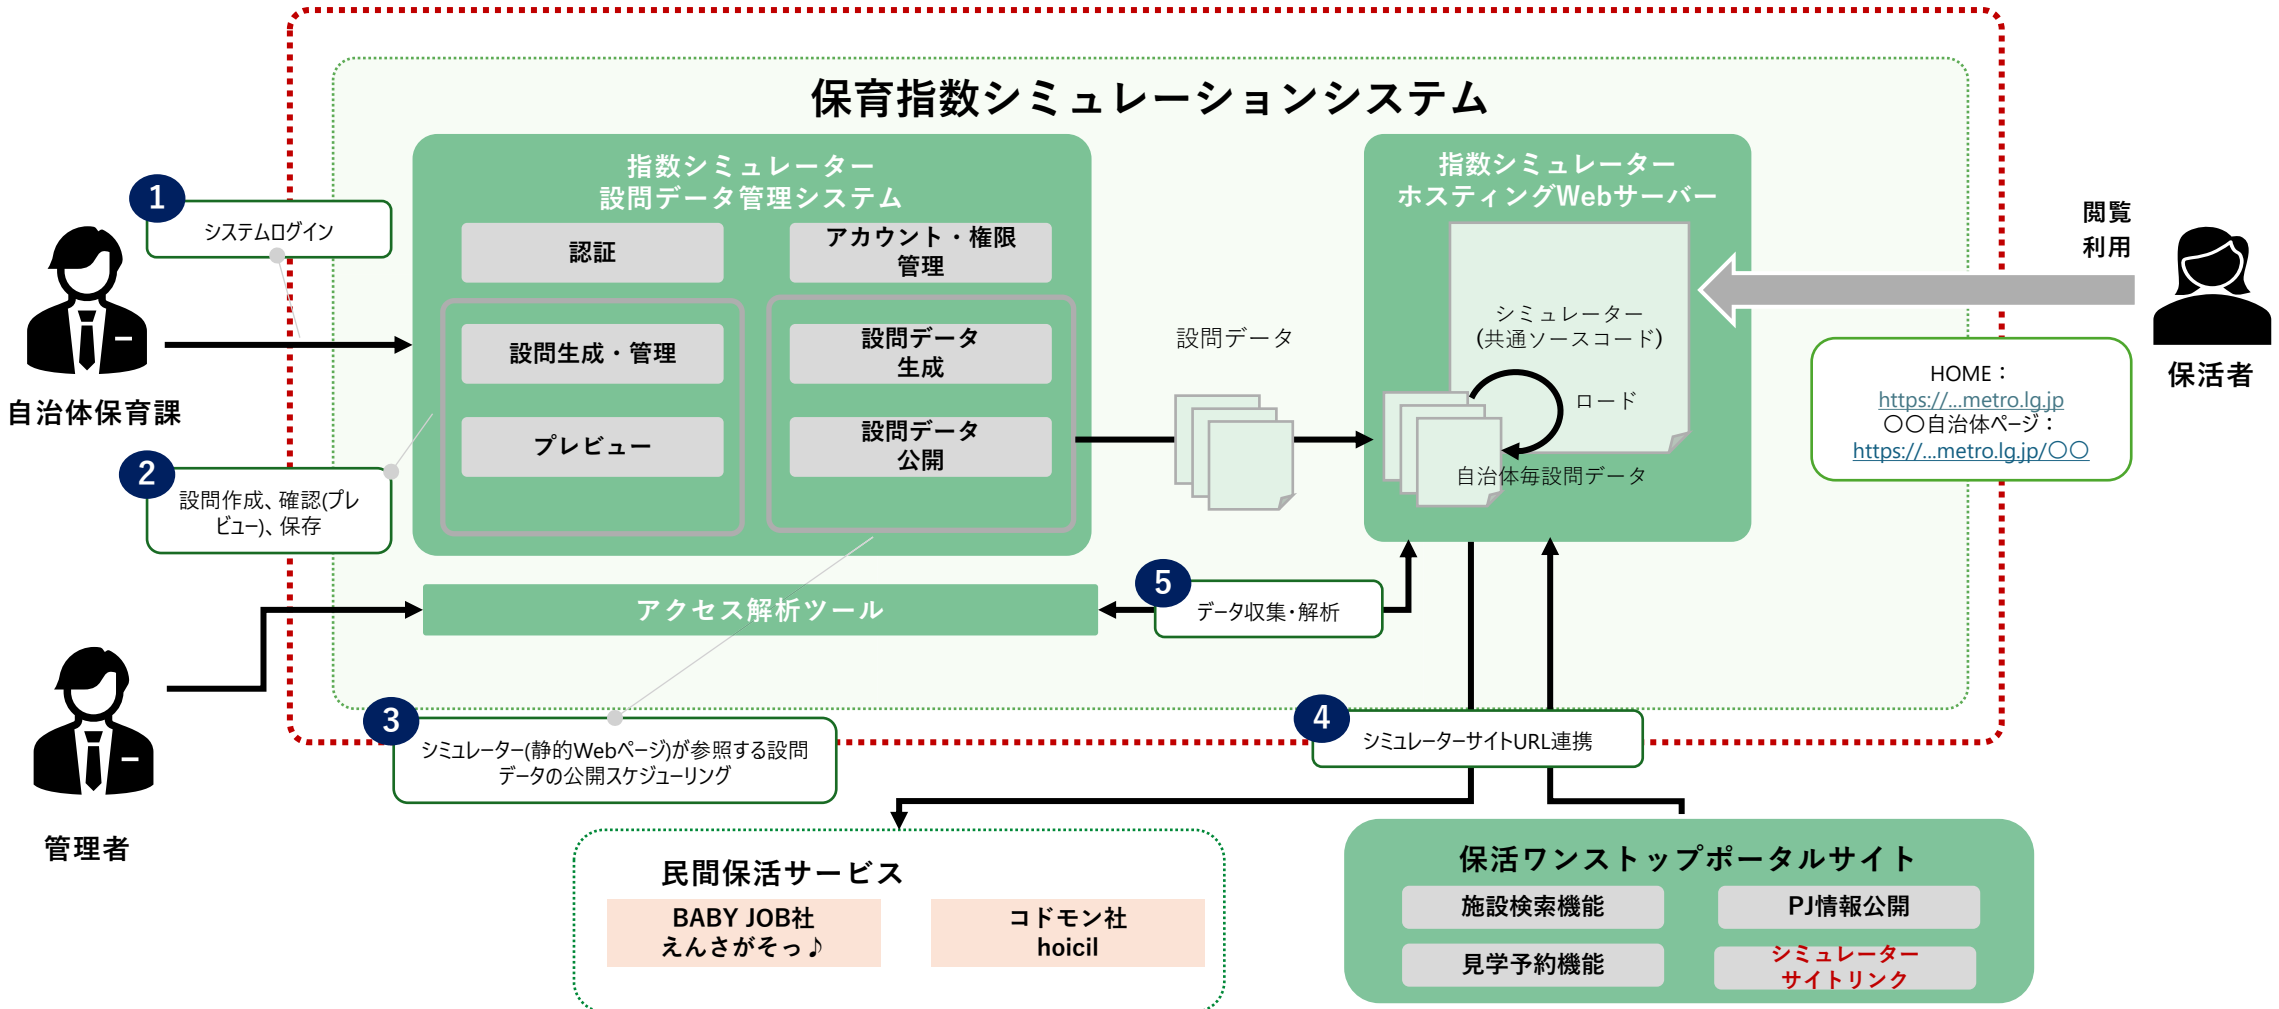 保育指数シミュレーションシステム
指数シミュレーター
設問データ管理システム
認証
アカウント・権限
管理
設問生成・管理
設問データ
生成
プレビュー
設問データ
公開
1
システムログイン
自治体保育課
2
設問作成、確認(プレ
ビュー)、保存
設問データ
指数シミュレーター
ホスティングWebサーバー
シミュレーター
(共通ソースコード)
ロード
自治体毎設問データ
閲覧
利用
保活者
HOME：
https://...metro.lg.jp
〇〇自治体ページ：
https://...metro.lg.jp/〇〇
アクセス解析ツール
5
データ収集・解析
管理者
3
シミュレーター(静的Webページ)が参照する設問
データの公開スケジューリング
4
シミュレーターサイトURL連携
民間保活サービス
BABY JOB社
えんさがそっ♪
コドモン社
hoicil
保活ワンストップポータルサイト
施設検索機能
PJ情報公開
見学予約機能
シミュレーター
サイトリンク